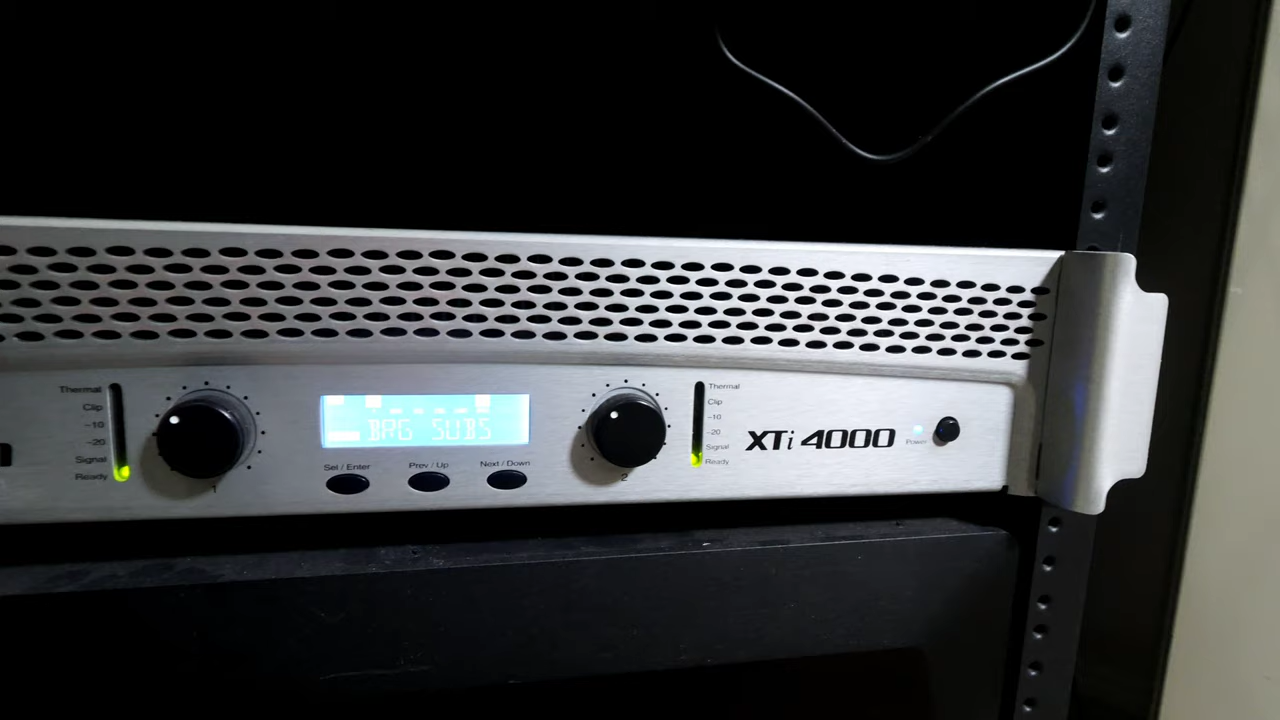 Thermal
Clip
-10
-20
Signal
Ready
1
BRG SUBS
Sel / Enter
Prev / Up
Next / Down
2
Thermal
Clip
-10
-20
Signal
Ready
XTi 4000
Power